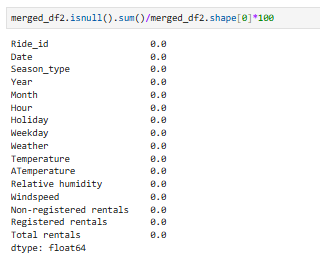 merged_df2.isnull().sum()/merged_df2.shape[0]*100
Ride_id 0.0
Date 0.0
Season_type 0.0
Year 0.0
Month 0.0
Hour 0.0
Holiday 0.0
Weekday 0.0
Weather 0.0
Temperature 0.0
ATemperature 0.0
Relative humidity 0.0
Windspeed 0.0
Non-registered rentals 0.0
Registered rentals 0.0
Total rentals 0.0
dtype: float64